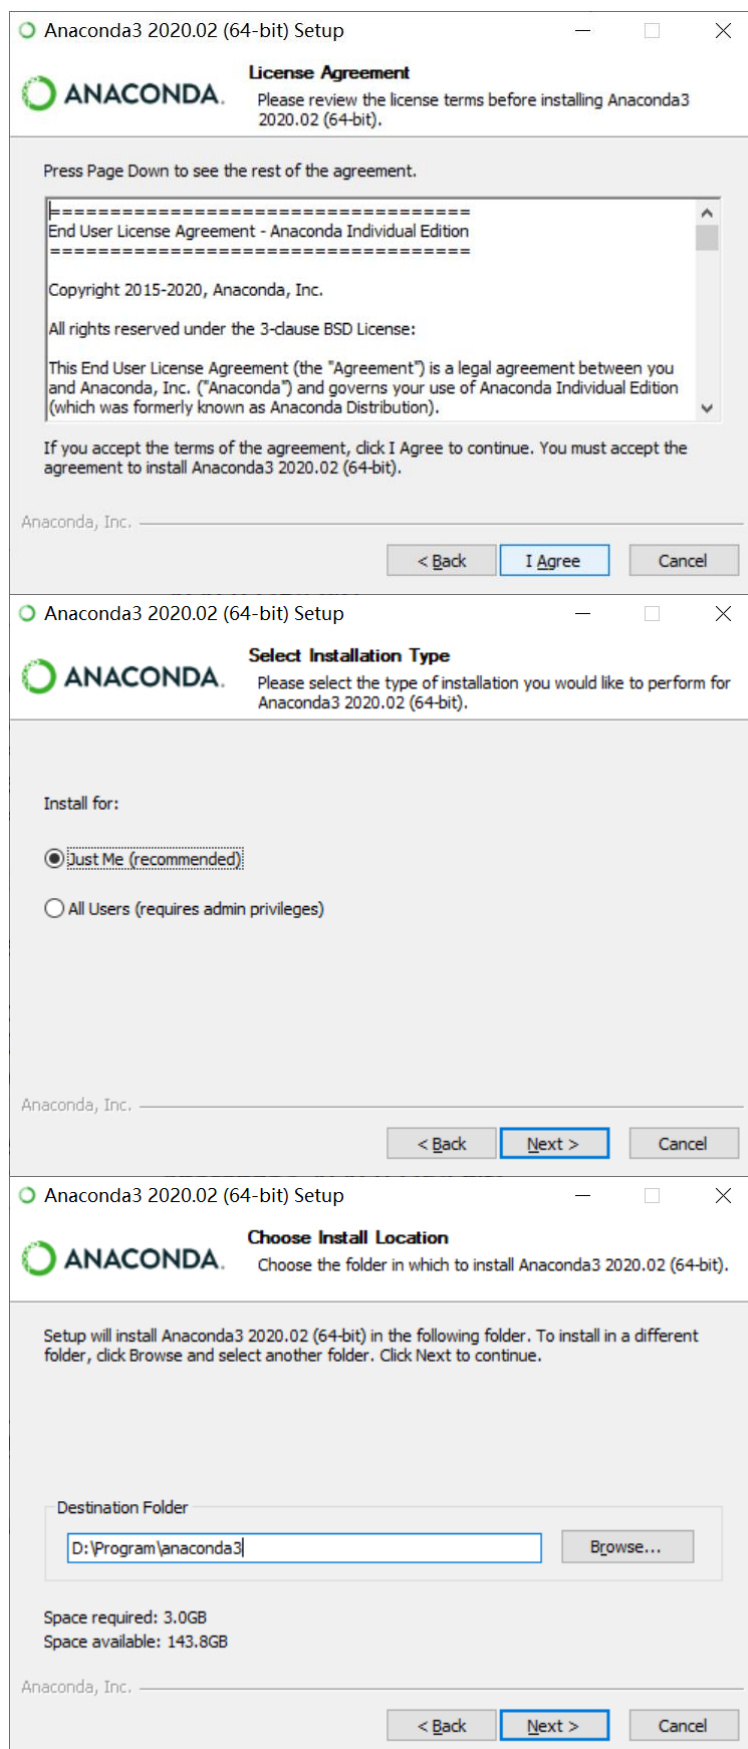 Anaconda3 2020.02 (64-bit) Setup
ANACONDA.
License Agreement
Please review the license terms before installing Anaconda3
2020.02 (64-bit).
Press Page Down to see the rest of the agreement.
===================================
End User License Agreement - Anaconda Individual Edition
===================================
Copyright 2015-2020, Anaconda, Inc.
All rights reserved under the 3-clause BSD License:
This End User License Agreement (the "Agreement") is a legal agreement between you
and Anaconda, Inc. ("Anaconda") and governs your use of Anaconda Individual Edition
(which was formerly known as Anaconda Distribution).
If you accept the terms of the agreement, click I Agree to continue. You must accept the
agreement to install Anaconda3 2020.02 (64-bit).
Anaconda, Inc.
< Back I Agree Cancel
Anaconda3 2020.02 (64-bit) Setup
ANACONDA.
Select Installation Type
Please select the type of installation you would like to perform for
Anaconda3 2020.02 (64-bit).
Install for:
Just Me (recommended)
All Users (requires admin privileges)
Anaconda, Inc.
< Back Next > Cancel
Anaconda3 2020.02 (64-bit) Setup
ANACONDA.
Choose Install Location
Choose the folder in which to install Anaconda3 2020.02 (64-bit).
Setup will install Anaconda3 2020.02 (64-bit) in the following folder. To install in a different
folder, click Browse and select another folder. Click Next to continue.
Destination Folder
D:\Program\anaconda3
Browse...
Space required: 3.0GB
Space available: 143.8GB
Anaconda, Inc.
< Back Next > Cancel